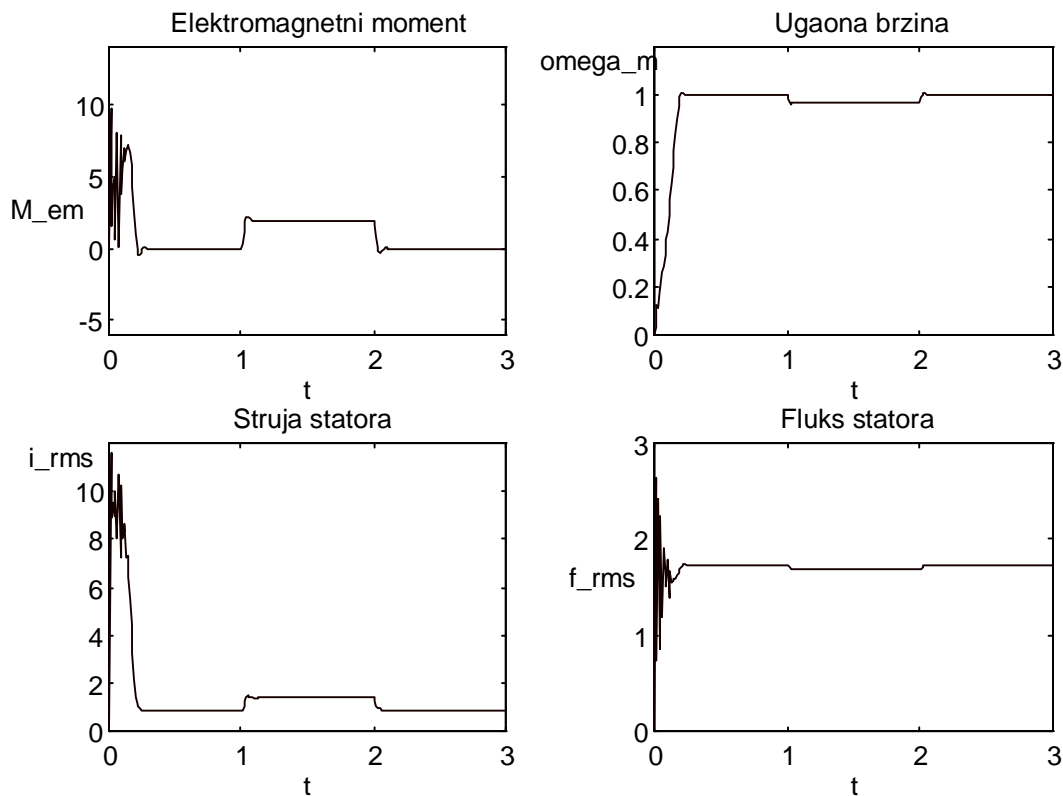 Elektromagnetni moment
M_em
10
5
0
-5
0 1 2 3
t
Ugaona brzina
omega_m
1
0.8
0.6
0.4
0.2
0
0 1 2 3
t
Struja statora
i_rms
10
8
6
4
2
0
0 1 2 3
t
Fluks statora
f_rms
3
2
1
0
0 1 2 3
t